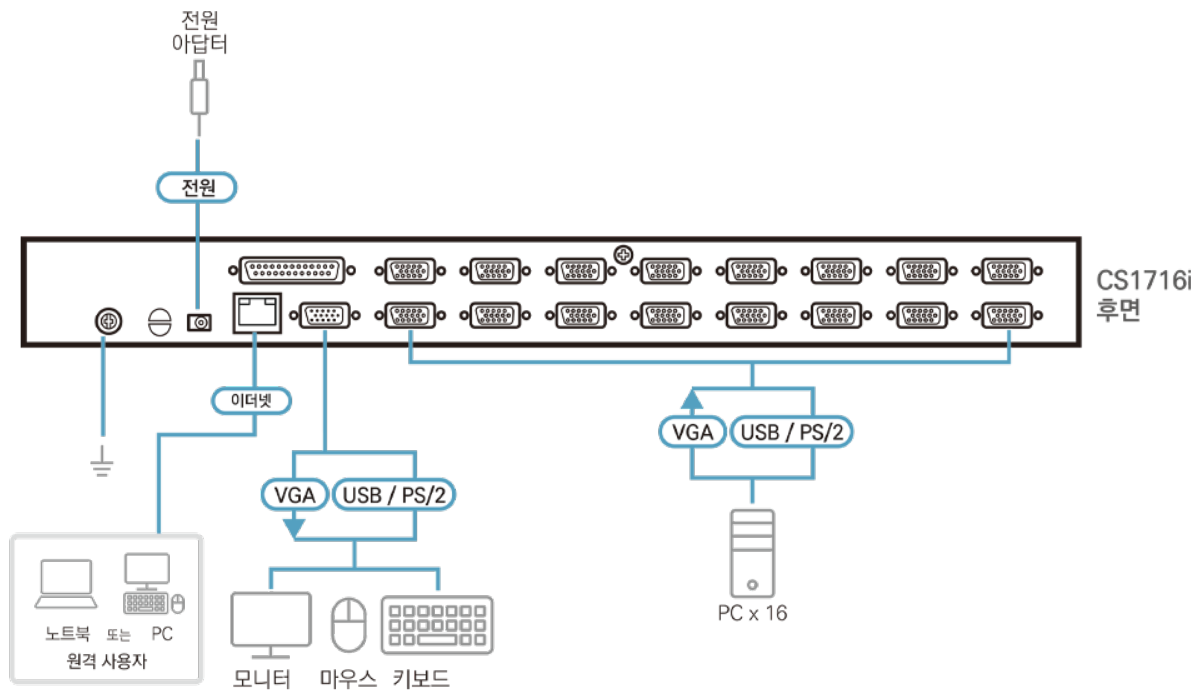 전원
아답터
전원
CS1716i
후면
이더넷
VGA
USB / PS/2
VGA
USB / PS/2
PC x 16
노트북 또는 PC
원격 사용자
모니터 마우스 키보드